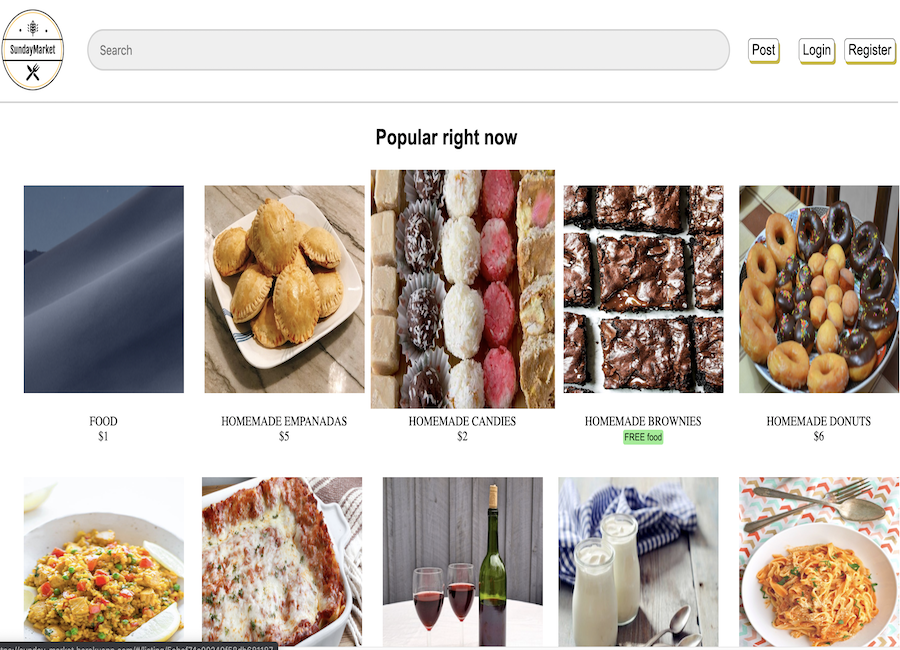 SundayMarket
Search
Post
Login
Register
Popular right now
FOOD
$1
HOMEMADE EMPANADAS
$5
HOMEMADE CANDIES
$2
HOMEMADE BROWNIES
FREE food
HOMEMADE DONUTS
$6